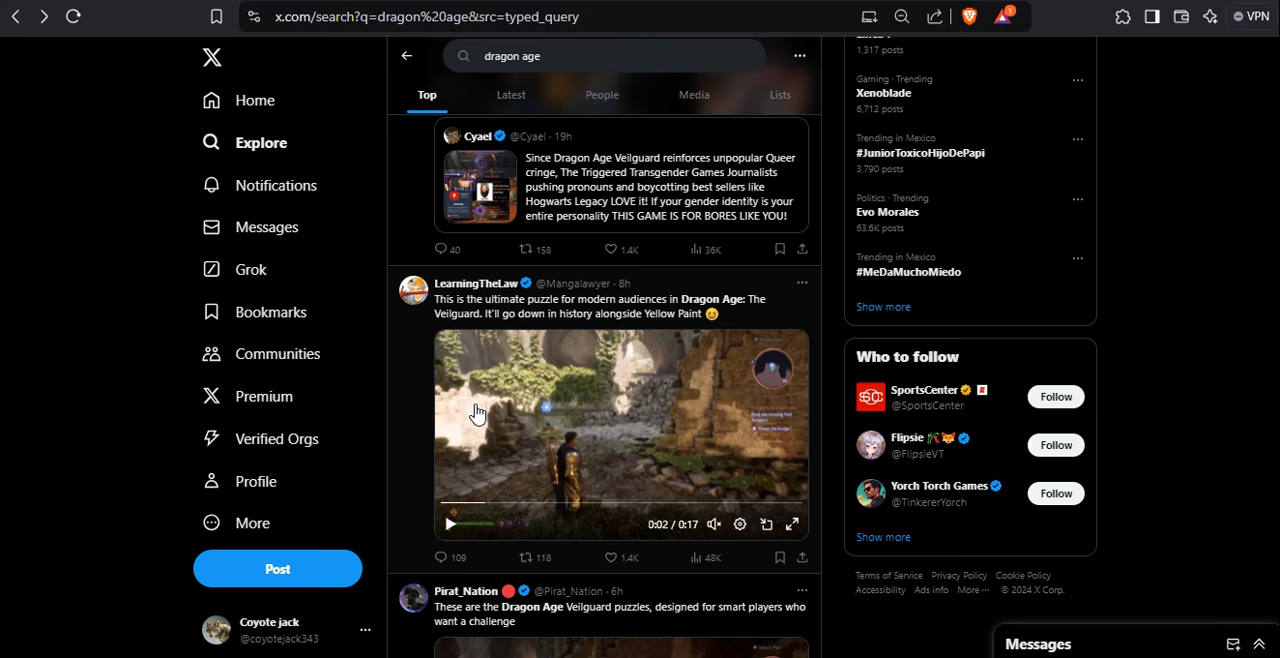 x.com/search?q=dragon%20age&src=typed_query
1
VPN
Home
Explore
Notifications
Messages
Grok
Bookmarks
Communities
Premium
Verified Orgs
Profile
More
Post
Coyote jack
@coyotejack343
dragon age
Top
Latest
People
Media
Lists
Cyael @Cyael · 19h
Since Dragon Age Veilguard reinforces unpopular Queer
cringe, The Triggered Transgender Games Journalists
pushing pronouns and boycotting best sellers like
Hogwarts Legacy LOVE it! If your gender identity is your
entire personality THIS GAME IS FOR BORES LIKE YOU!
40
158
1.4K
36K
LearningTheLaw @Mangalawyer · 8h
This is the ultimate puzzle for modern audiences in Dragon Age: The
Veilguard. It'll go down in history alongside Yellow Paint
0:02 / 0:17
109
118
1.4K
48K
Pirat_Nation @Pirat_Nation · 6h
These are the Dragon Age Veilguard puzzles, designed for smart players who
want a challenge
1,317 posts
Gaming · Trending
Xenoblade
6,712 posts
Trending in Mexico
#JuniorToxicoHijoDePapi
3,790 posts
Politics · Trending
Evo Morales
63.6K posts
Trending in Mexico
#MeDaMuchoMiedo
Show more
Who to follow
SportsCenter
@SportsCenter
Follow
Flipsie
@FlipsieVT
Follow
Yorch Torch Games
@TinkererYorch
Follow
Show more
Terms of Service Privacy Policy Cookie Policy
Accessibility Ads info More ··· © 2024 X Corp.
Messages